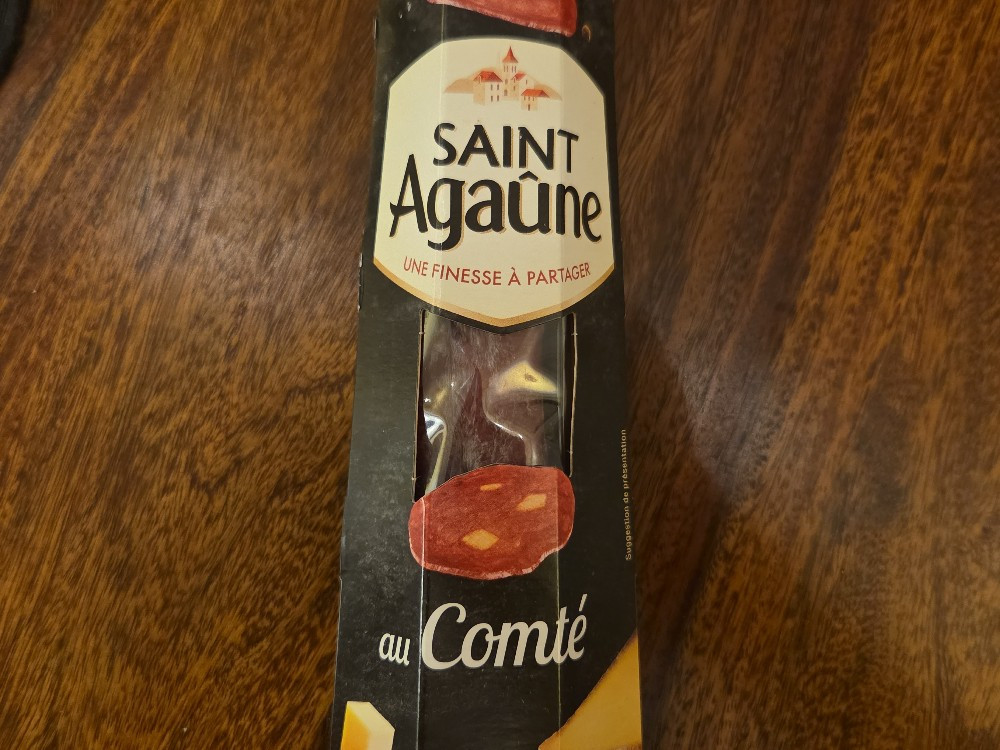 SAINT
Agaûne
UNE FINESSE À PARTAGER
Suggestion de présentation
au Comté